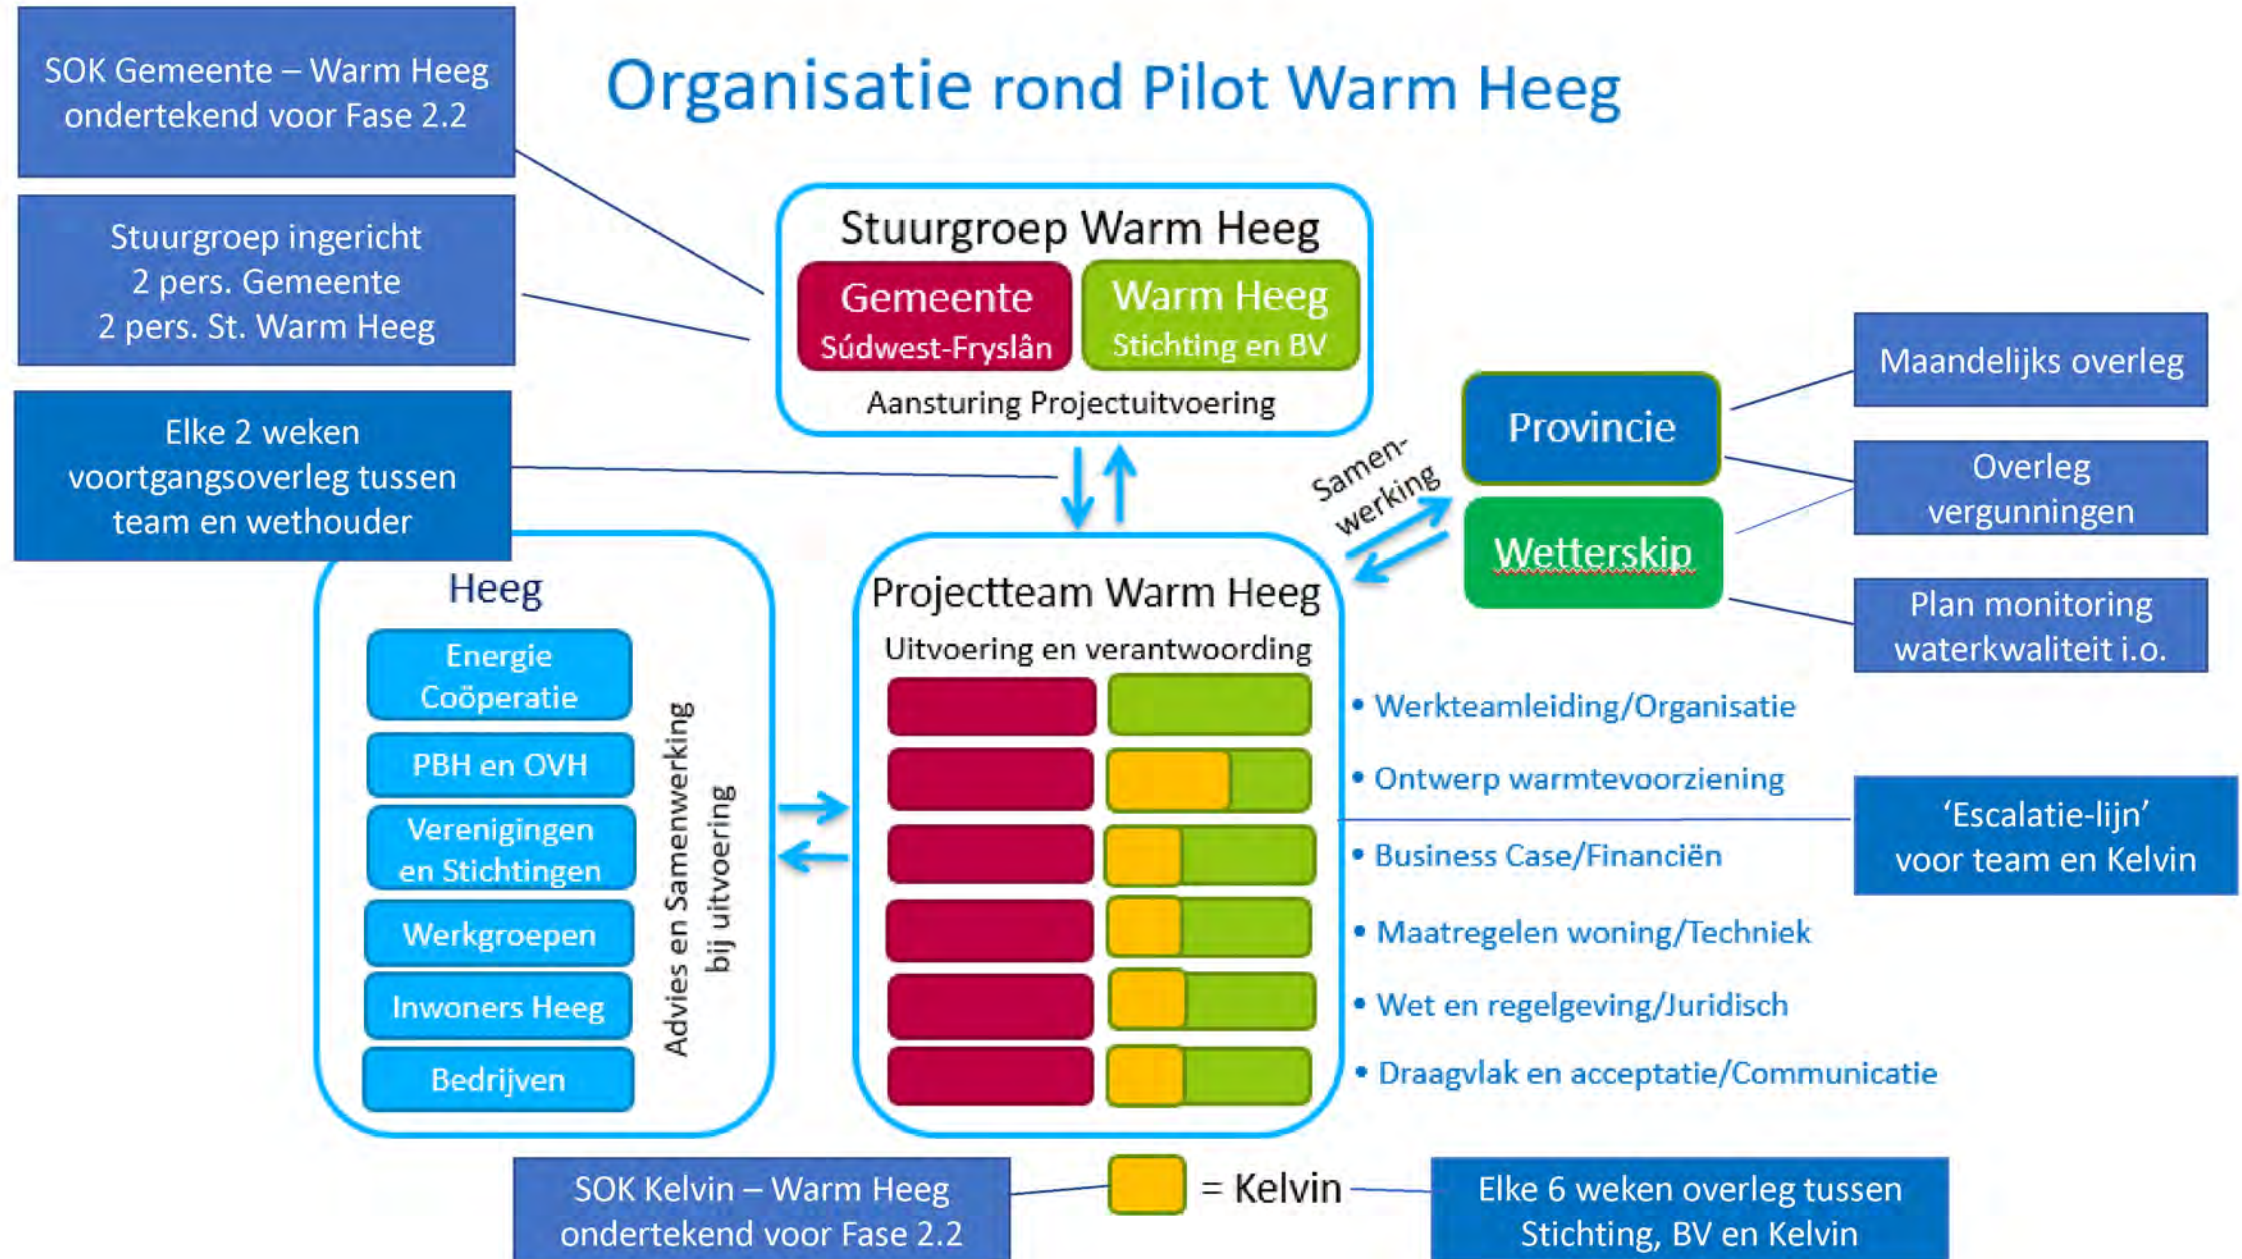 Organisatie rond Pilot Warm Heeg
SOK Gemeente – Warm Heeg
ondertekend voor Fase 2.2
Stuurgroep ingericht
2 pers. Gemeente
2 pers. St. Warm Heeg
Elke 2 weken
voortgangsoverleg tussen
team en wethouder
Stuurgroep Warm Heeg
Gemeente
Súdwest-Fryslân
Warm Heeg
Stichting en BV
Aansturing Projectuitvoering
Samen-
werking
Provincie
Wetterskip
Maandelijks overleg
Overleg
vergunningen
Plan monitoring
waterkwaliteit i.o.
Heeg
Energie
Coöperatie
PBH en OVH
Verenigingen
en Stichtingen
Werkgroepen
Inwoners Heeg
Bedrijven
Advies en Samenwerking
bij uitvoering
Projectteam Warm Heeg
Uitvoering en verantwoording
• Werkteamleiding/Organisatie
• Ontwerp warmtevoorziening
• Business Case/Financiën
• Maatregelen woning/Techniek
• Wet en regelgeving/Juridisch
• Draagvlak en acceptatie/Communicatie
‘Escalatie-lijn’
voor team en Kelvin
SOK Kelvin – Warm Heeg
ondertekend voor Fase 2.2
= Kelvin
Elke 6 weken overleg tussen
Stichting, BV en Kelvin